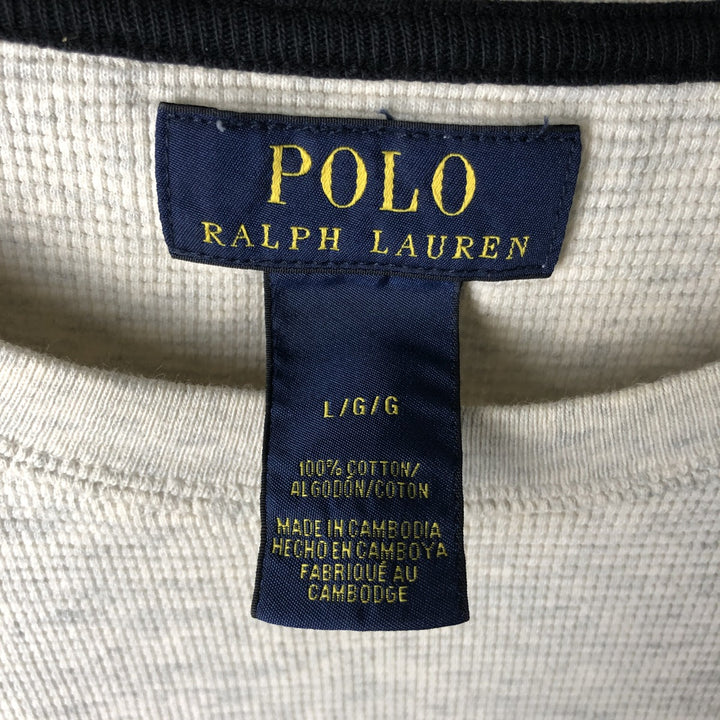 POLO
RALPH LAUREN
L/G/G
100% COTTON/
ALGODÓN/COTON
MADE IN CAMBODIA
HECHO EN CAMBOYA
FABRIQUÉ AU
CAMBODGE